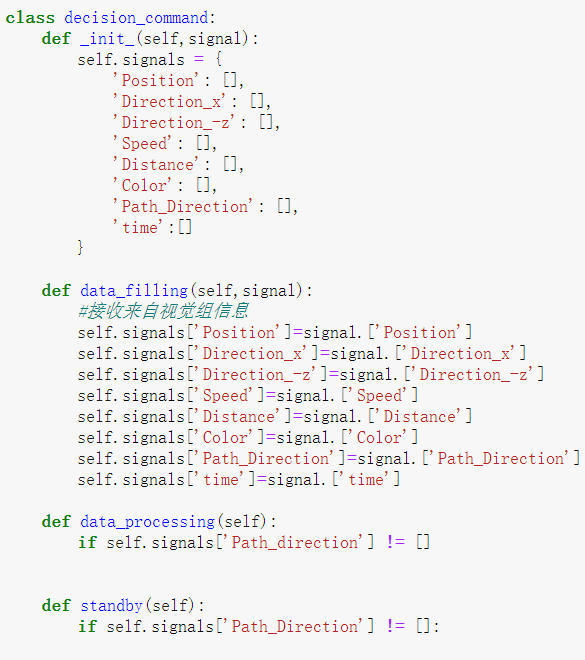 class decision_command:
    def _init_(self,signal):
        self.signals = {
            'Position': [],
            'Direction_x': [],
            'Direction_-z': [],
            'Speed': [],
            'Distance': [],
            'Color': [],
            'Path_Direction': [],
            'time':[]
        }
    def data_filling(self,signal):
        #接收来自视觉组信息
        self.signals['Position']=signal.['Position']
        self.signals['Direction_x']=signal.['Direction_x']
        self.signals['Direction_-z']=signal.['Direction_-z']
        self.signals['Speed']=signal.['Speed']
        self.signals['Distance']=signal.['Distance']
        self.signals['Color']=signal.['Color']
        self.signals['Path_Direction']=signal.['Path_Direction']
        self.signals['time']=signal.['time']
    def data_processing(self):
        if self.signals['Path_direction'] != []
    def standby(self):
        if self.signals['Path_Direction'] != []: